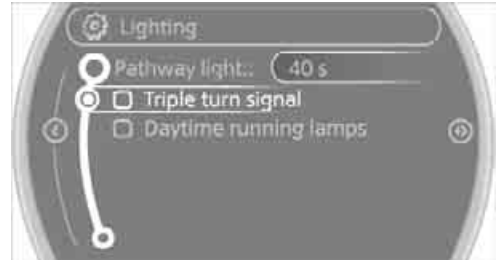 Lighting
Pathway light.: 40 s
Triple turn signal
Daytime running lamps